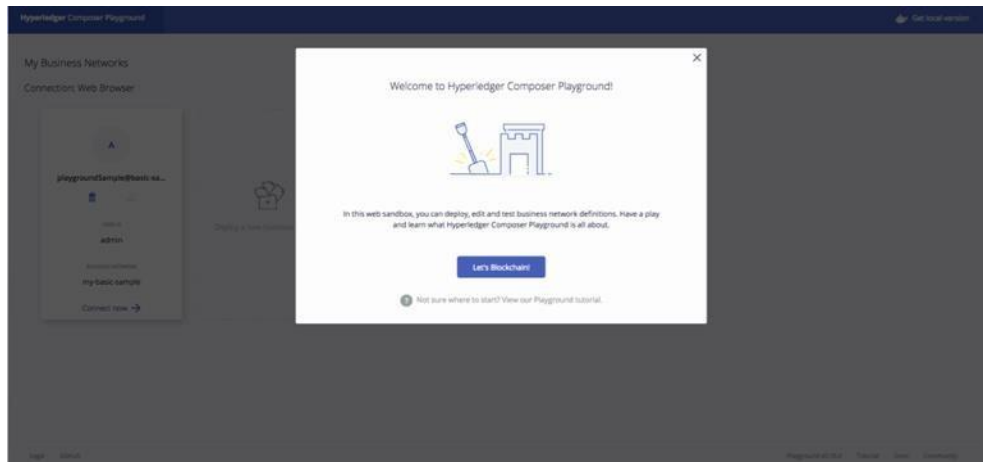 Hyperledger Composer Playground
Get local version
My Business Networks
Connection: Web Browser
Welcome to Hyperledger Composer Playground!
A
playgroundSample@basic-sa...
In this web sandbox, you can deploy, edit and test business network definitions. Have a play
and learn what Hyperledger Composer Playground is all about.
admin
my-basic-sample
Let's Blockchain!
Connect now
Not sure where to start? View our Playground tutorial.
Tutorial
Community